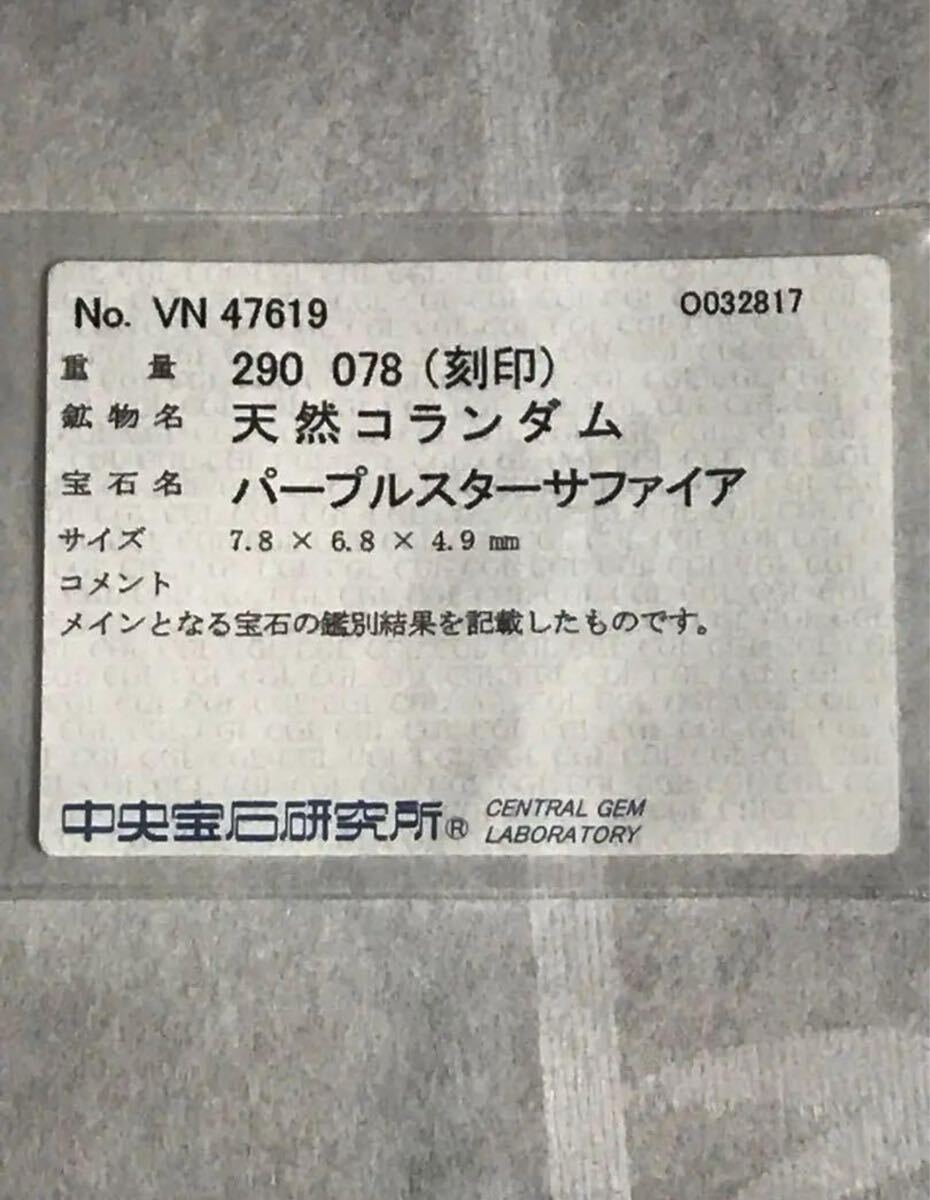 No. VN 47619 O032817
重 量 290 078 (刻印)
鉱物名 天然コランダム
宝石名 パープルスターサファイア
サイズ 7.8 × 6.8 × 4.9 mm
コメント
メインとなる宝石の鑑別結果を記載したものです。
中央宝石研究所® CENTRAL GEM
LABORATORY